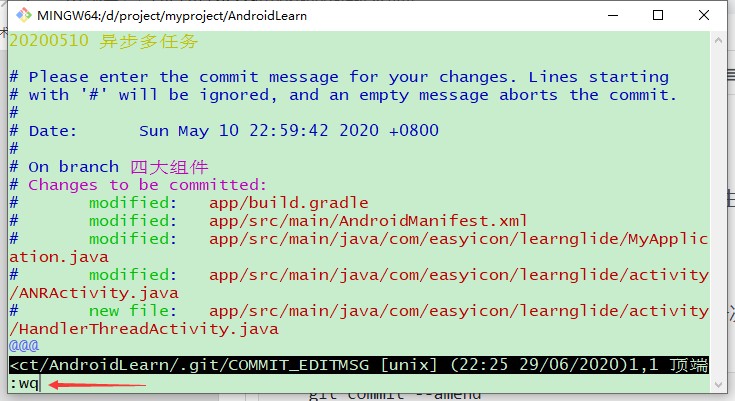 MINGW64:/d/project/myproject/AndroidLearn
20200510 异步多任务
# Please enter the commit message for your changes. Lines starting
# with '#' will be ignored, and an empty message aborts the commit.
#
# Date:      Sun May 10 22:59:42 2020 +0800
#
# On branch 四大组件
# Changes to be committed:
#       modified:   app/build.gradle
#       modified:   app/src/main/AndroidManifest.xml
#       modified:   app/src/main/java/com/easyicon/learnglide/MyApplic
ation.java
#       modified:   app/src/main/java/com/easyicon/learnglide/activity
/ANRActivity.java
#       new file:   app/src/main/java/com/easyicon/learnglide/activity
/HandlerThreadActivity.java
@@@
<ct/AndroidLearn/.git/COMMIT_EDITMSG [unix] (22:25 29/06/2020)1,1 顶端
:wq
git commit --amend